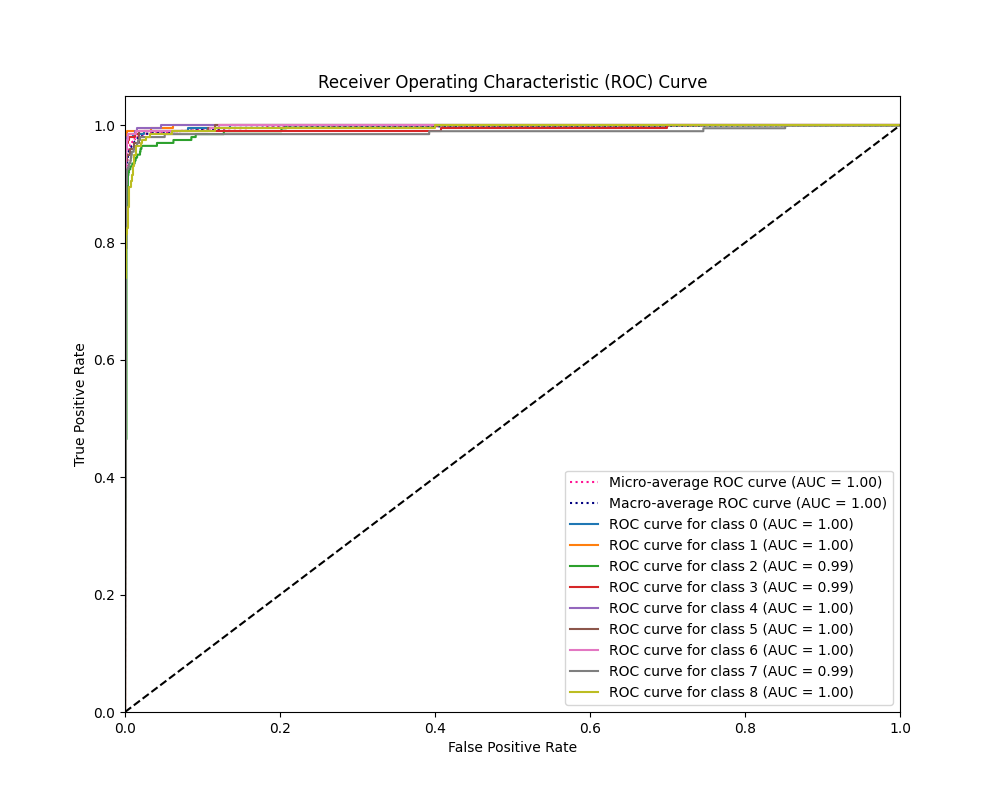 Receiver Operating Characteristic (ROC) Curve
True Positive Rate
1.0
0.8
0.6
0.4
0.2
0.0
Micro-average ROC curve (AUC = 1.00)
Macro-average ROC curve (AUC = 1.00)
ROC curve for class 0 (AUC = 1.00)
ROC curve for class 1 (AUC = 1.00)
ROC curve for class 2 (AUC = 0.99)
ROC curve for class 3 (AUC = 0.99)
ROC curve for class 4 (AUC = 1.00)
ROC curve for class 5 (AUC = 1.00)
ROC curve for class 6 (AUC = 1.00)
ROC curve for class 7 (AUC = 0.99)
ROC curve for class 8 (AUC = 1.00)
0.0 0.2 0.4 0.6 0.8 1.0
False Positive Rate